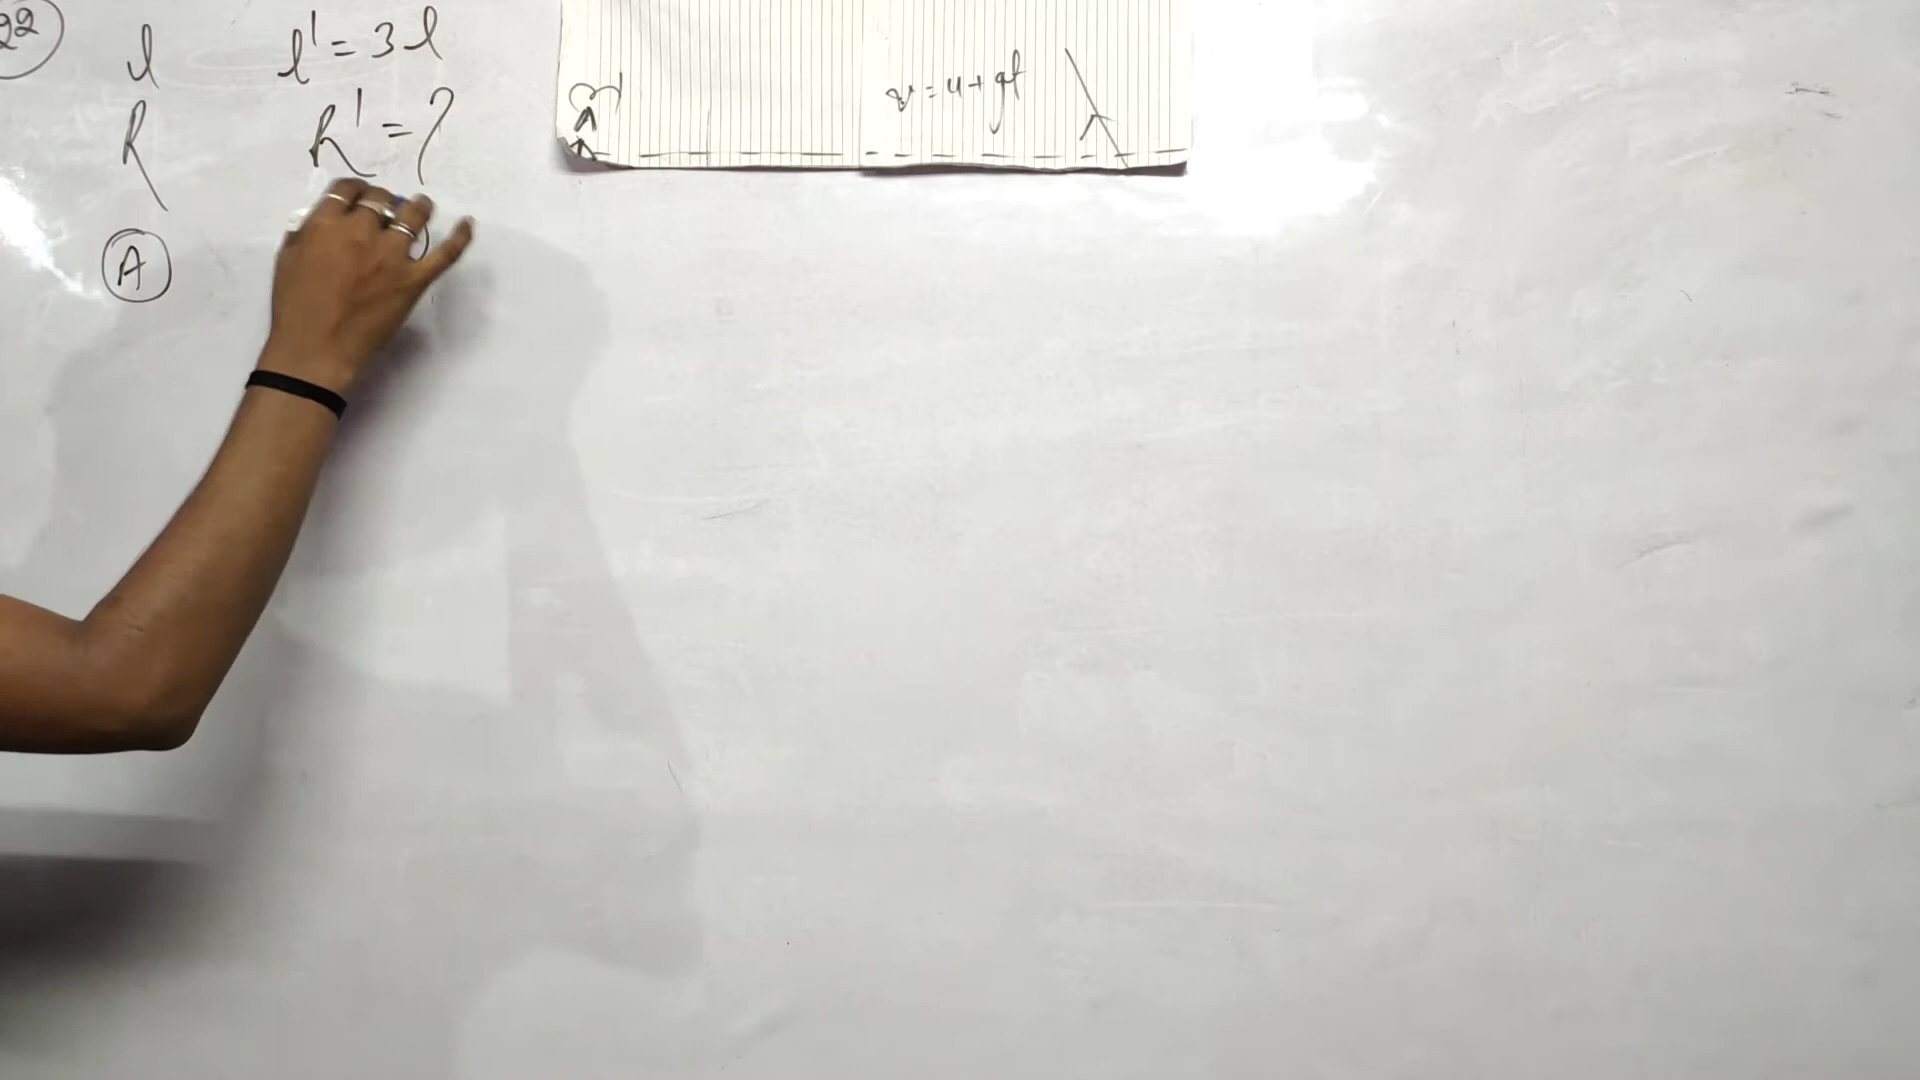 22
l l' = 3l
R R' = ?
A
v = u + gt